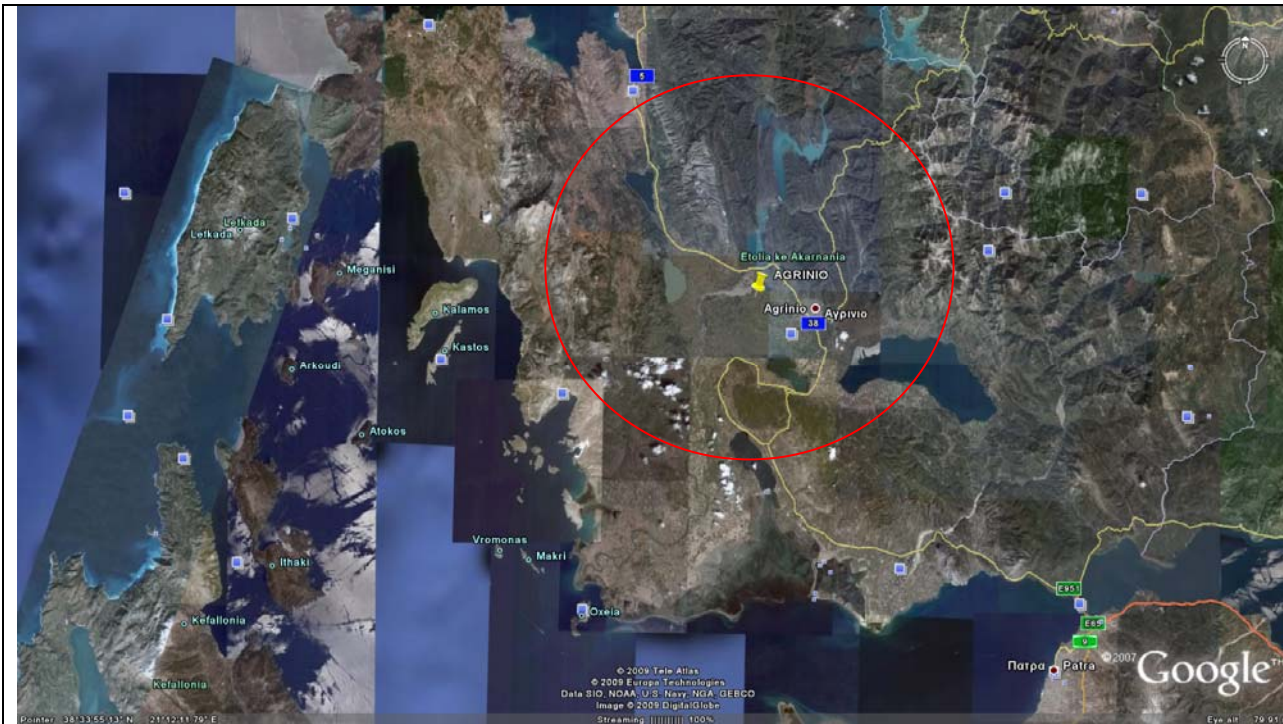 N
5
Lefkada
Lefkada
Meganisi
Etolia ke Akarnania
AGRINIO
Kalamos
Agrinio
Αγρινιο
38
Kastos
Arkoudi
Atokos
Vromonas
Makri
Ithaki
E951
Oxeia
Kefallonia
E65
9
Πατρα
Patra
©2007 Google™
Kefallonia
© 2009 Tele Atlas
© 2009 Europa Technologies
Data SIO, NOAA, U.S. Navy, NGA, GEBCO
Image © 2009 DigitalGlobe
Pointer 38°33'55.13" N 21°12'11.79" E
Streaming ||||||||| 100%
Eye alt